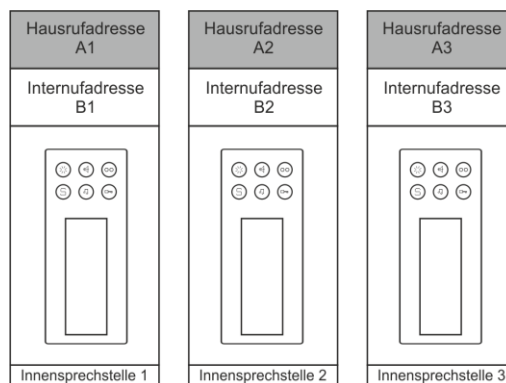 Hausrufadresse
A1
Internufadresse
B1
S
Innensprechstelle 1
Hausrufadresse
A2
Internufadresse
B2
S
Innensprechstelle 2
Hausrufadresse
A3
Internufadresse
B3
S
Innensprechstelle 3